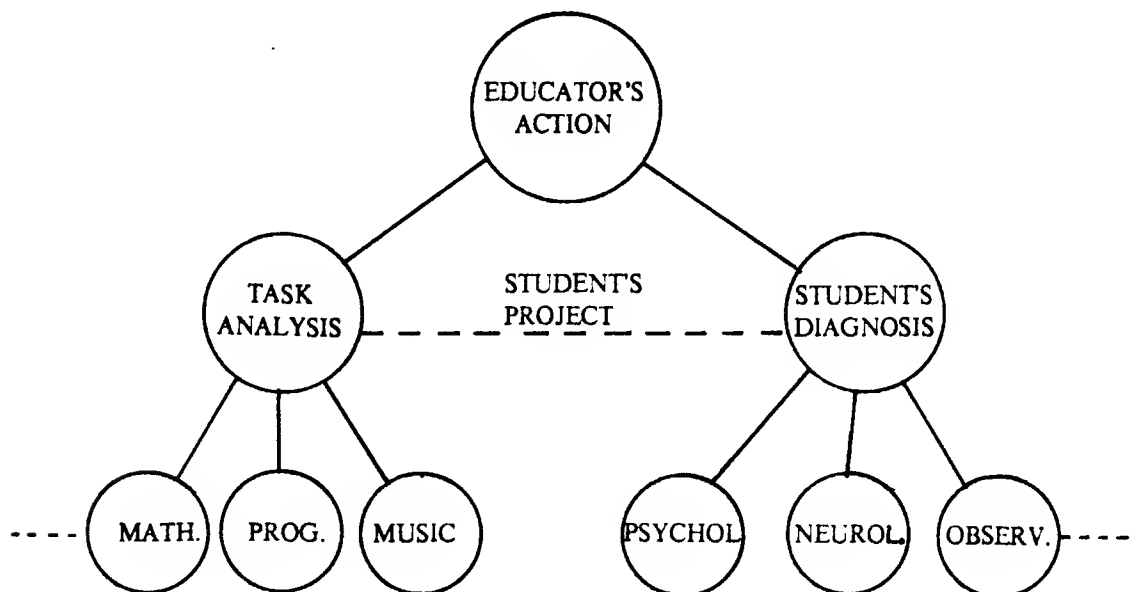 EDUCATOR'S
ACTION
TASK
ANALYSIS
STUDENT'S
PROJECT
STUDENT'S
DIAGNOSIS
MATH.
PROG.
MUSIC
PSYCHOL
NEUROL.
OBSERV.